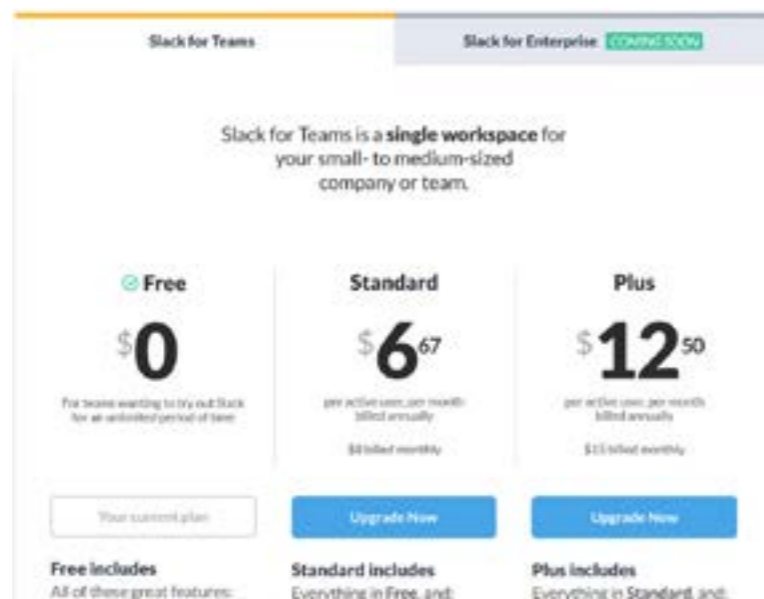 Slack for Teams
Slack for Enterprise COMING SOON
Slack for Teams is a single workspace for
your small- to medium-sized
company or team.
Free
$0
For teams wanting to try out Slack
for an unlimited period of time
Your current plan
Free includes
All of these great features:
Standard
$6 67
per active user, per month
billed annually
$8 billed monthly
Upgrade Now
Standard includes
Everything in Free, and:
Plus
$12 50
per active user, per month
billed annually
$15 billed monthly
Upgrade Now
Plus includes
Everything in Standard, and: